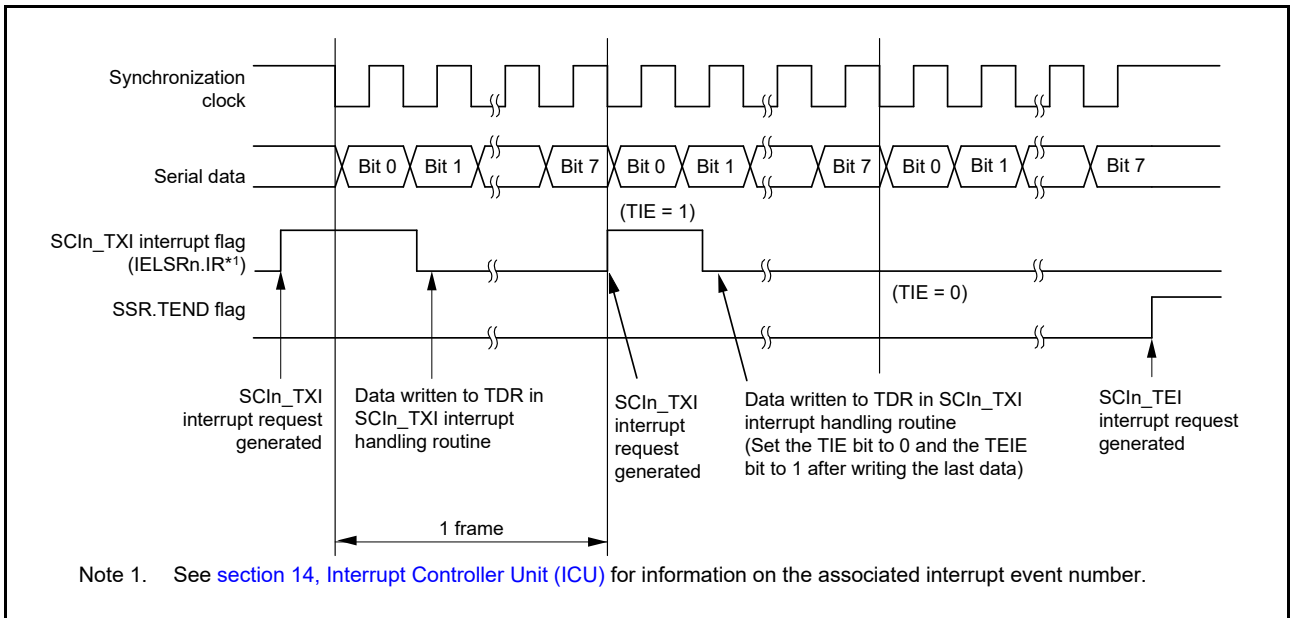 Synchronization
clock
Serial data
Bit 0 Bit 1 Bit 7 Bit 0 Bit 1 Bit 7 Bit 0 Bit 1 Bit 7
(TIE = 1)
SCIn_TXI interrupt flag
(IELSRn.IR*1)
(TIE = 0)
SSR.TEND flag
SCIn_TXI
interrupt request
generated
Data written to TDR in
SCIn_TXI interrupt
handling routine
SCIn_TXI
interrupt
request
generated
Data written to TDR in SCIn_TXI
interrupt handling routine
(Set the TIE bit to 0 and the TEIE
bit to 1 after writing the last data)
SCIn_TEI
interrupt request
generated
1 frame
Note 1. See section 14, Interrupt Controller Unit (ICU) for information on the associated interrupt event number.